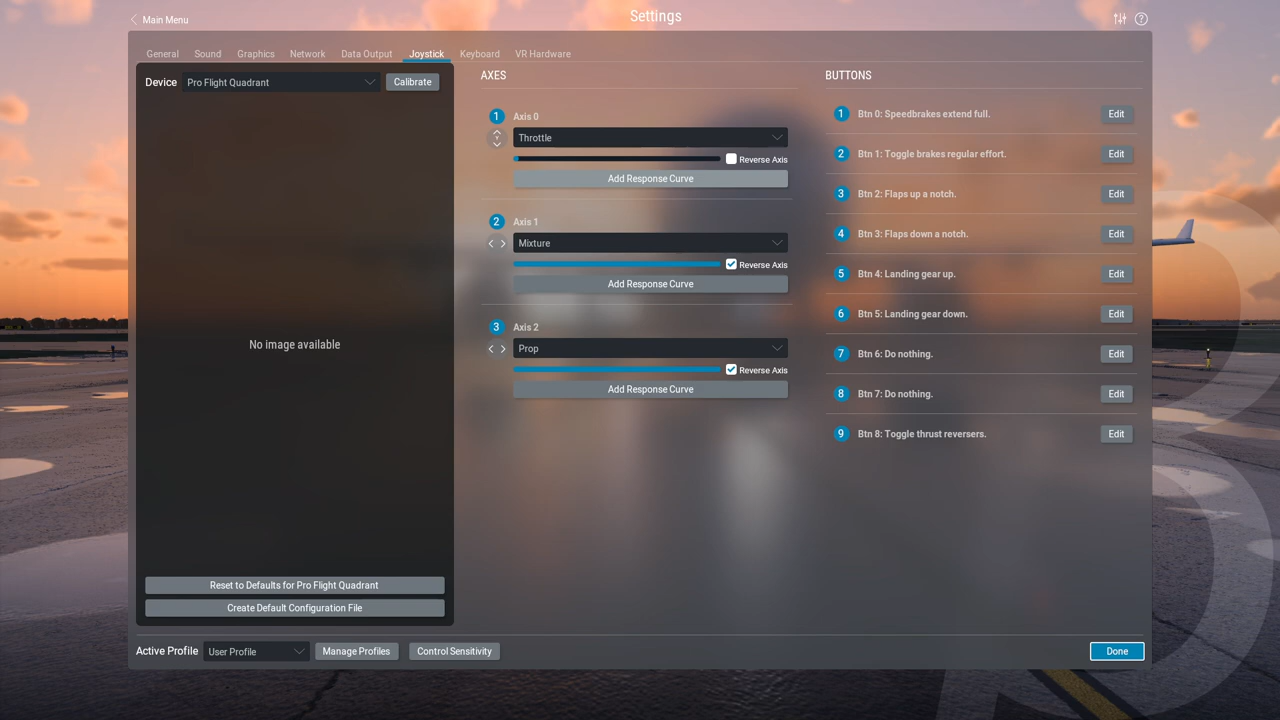 Main Menu
Settings
General
Sound
Graphics
Network
Data Output
Joystick
Keyboard
VR Hardware
Device
Pro Flight Quadrant
Calibrate
No image available
Reset to Defaults for Pro Flight Quadrant
Create Default Configuration File
AXES
1
Axis 0
Throttle
Reverse Axis
Add Response Curve
2
Axis 1
Mixture
Reverse Axis
Add Response Curve
3
Axis 2
Prop
Reverse Axis
Add Response Curve
BUTTONS
1 Btn 0: Speedbrakes extend full. Edit
2 Btn 1: Toggle brakes regular effort. Edit
3 Btn 2: Flaps up a notch. Edit
4 Btn 3: Flaps down a notch. Edit
5 Btn 4: Landing gear up. Edit
6 Btn 5: Landing gear down. Edit
7 Btn 6: Do nothing. Edit
8 Btn 7: Do nothing. Edit
9 Btn 8: Toggle thrust reversers. Edit
Active Profile
User Profile
Manage Profiles
Control Sensitivity
Done